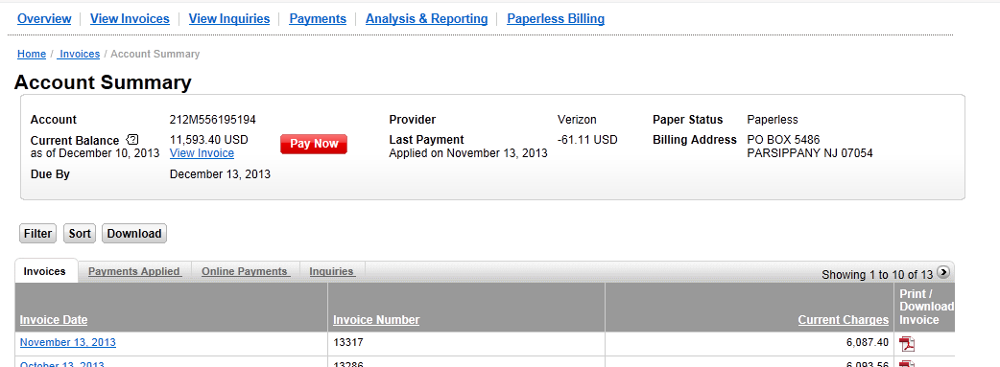 Overview View Invoices View Inquiries Payments Analysis & Reporting Paperless Billing
Home / Invoices / Account Summary
Account Summary
Account 212M556195194 Provider Verizon Paper Status Paperless
Current Balance ? 11,593.40 USD Pay Now Last Payment -61.11 USD Billing Address PO BOX 5486
as of December 10, 2013 View Invoice Applied on November 13, 2013 PARSIPPANY NJ 07054
Due By December 13, 2013
Filter Sort Download
Invoices Payments Applied Online Payments Inquiries Showing 1 to 10 of 13
Print /
Download
Invoice Date Invoice Number Current Charges Invoice
November 13, 2013 13317 6,087.40
October 13, 2013 13286 6,093.56